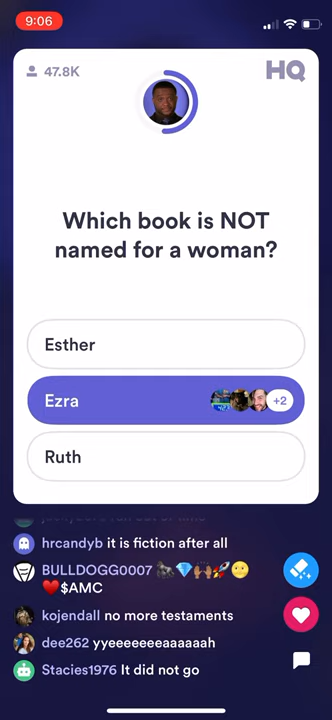 9:06
47.8K
HQ
Which book is NOT
named for a woman?
Esther
Ezra
+2
Ruth
hrcandyb it is fiction after all
BULLDOGG0007 🦍💎🙌🏽🚀🌝
❤️$AMC
kojendall no more testaments
dee262 yyeeeeeeeaaaaaah
Stacies1976 It did not go